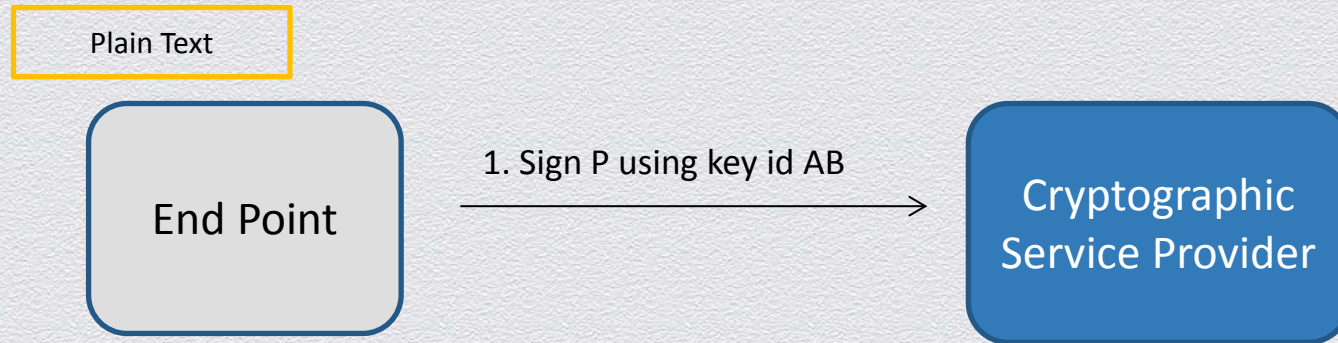 Plain Text
End Point
1. Sign P using key id AB
Cryptographic
Service Provider